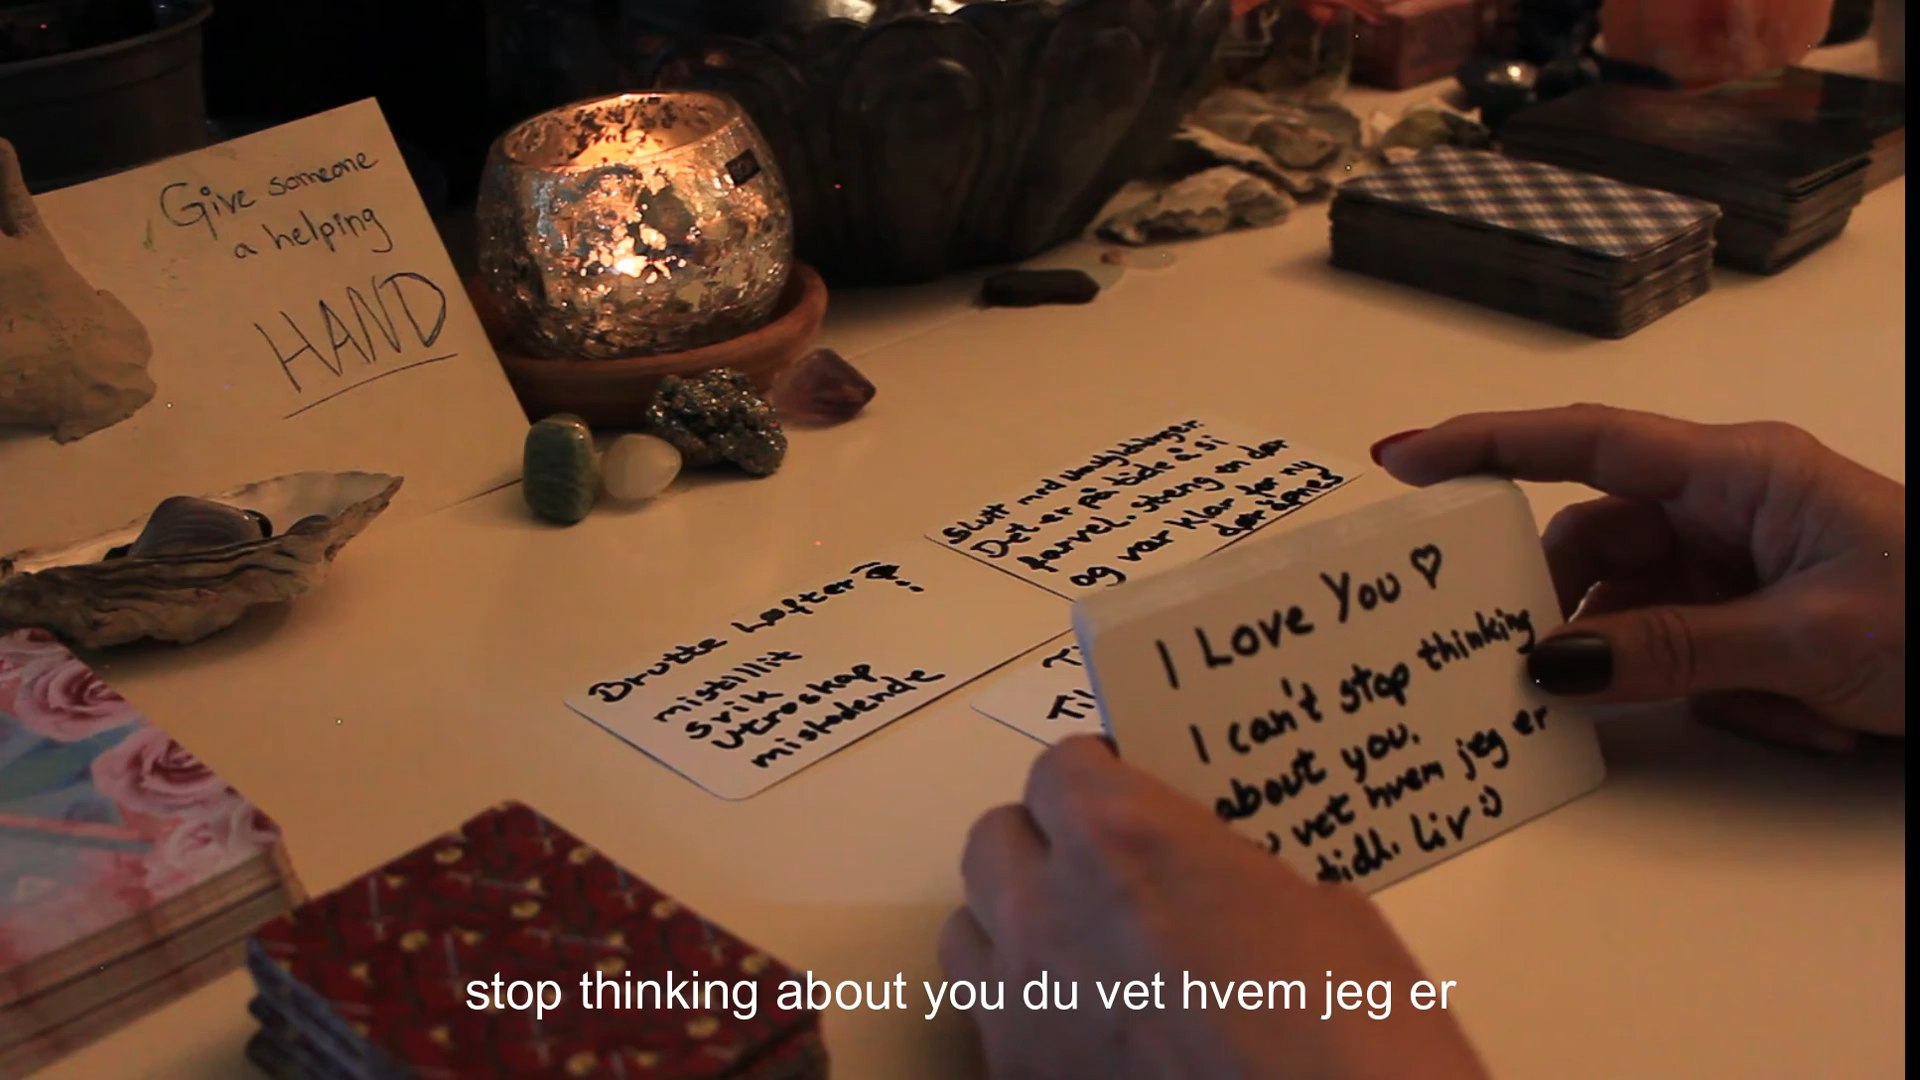 Give someone
a helping
HAND
Slutt med unnskyldninger.
Det er på tide å si
farvel. Steng en dør
og vær klar for ny
dør åpnes
Brutte Løfter
mistillit
svik
Utroskap
I Love You ♡
I can't stop thinking
about you.
vet hvem jeg er
Liv :)
stop thinking about you du vet hvem jeg er